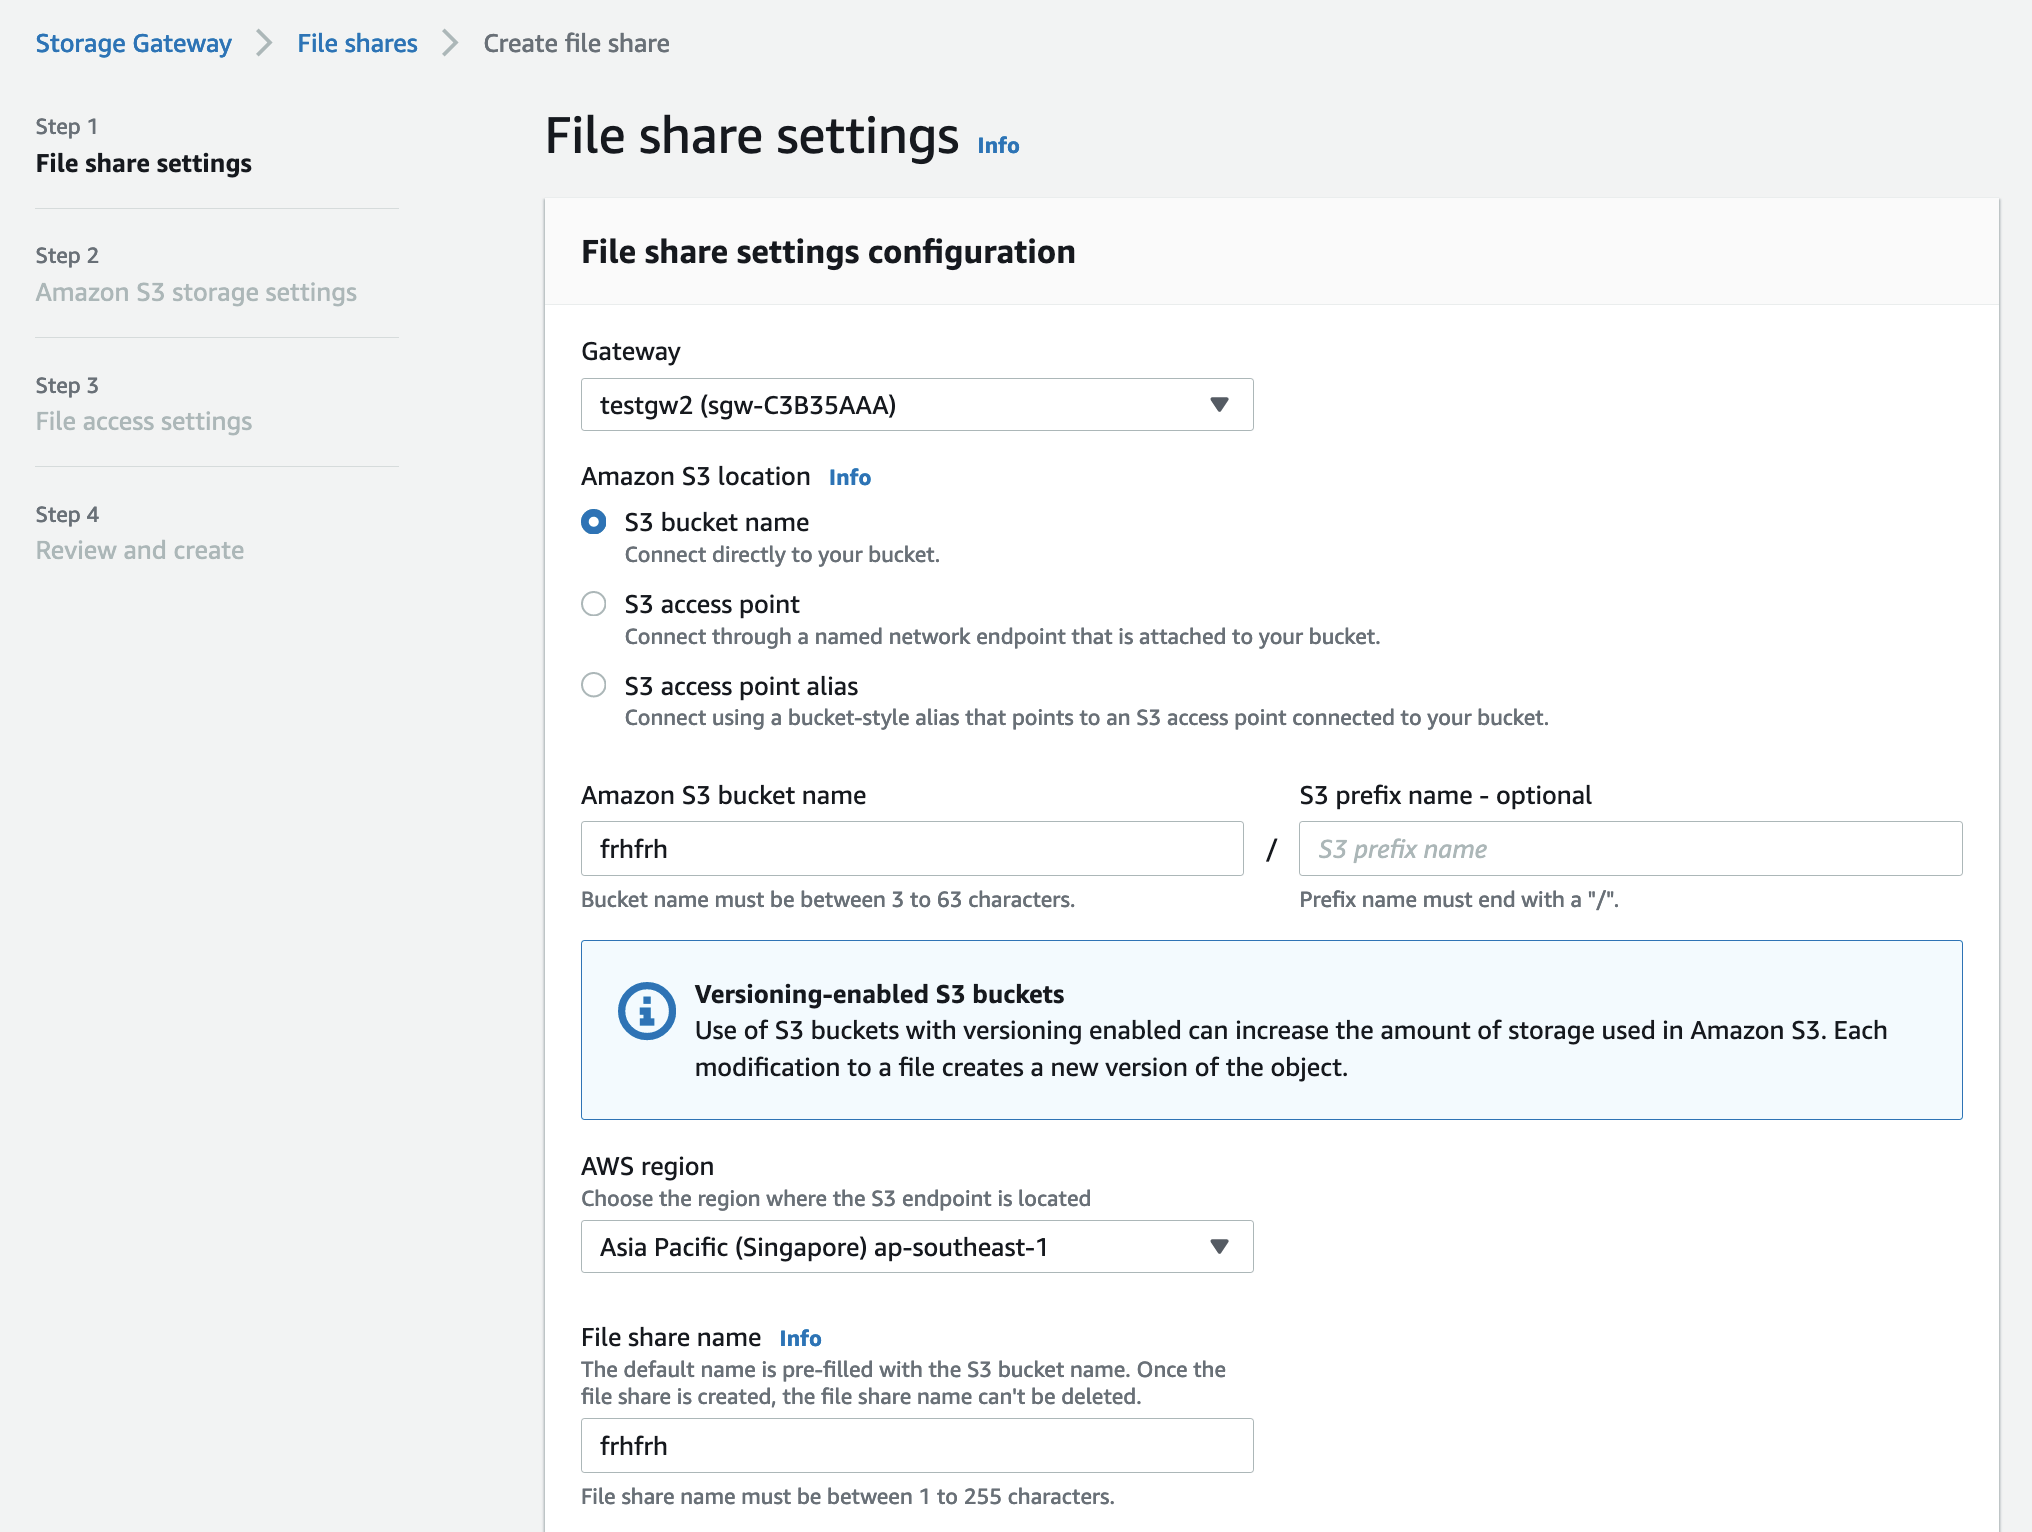 Storage Gateway > File shares > Create file share
Step 1
File share settings
Step 2
Amazon S3 storage settings
Step 3
File access settings
Step 4
Review and create
File share settings Info
File share settings configuration
Gateway
testgw2 (sgw-C3B35AAA)
Amazon S3 location Info
S3 bucket name
Connect directly to your bucket.
S3 access point
Connect through a named network endpoint that is attached to your bucket.
S3 access point alias
Connect using a bucket-style alias that points to an S3 access point connected to your bucket.
Amazon S3 bucket name
frhfrh
Bucket name must be between 3 to 63 characters.
/
S3 prefix name - optional
S3 prefix name
Prefix name must end with a "/".
Versioning-enabled S3 buckets
Use of S3 buckets with versioning enabled can increase the amount of storage used in Amazon S3. Each
modification to a file creates a new version of the object.
AWS region
Choose the region where the S3 endpoint is located
Asia Pacific (Singapore) ap-southeast-1
File share name Info
The default name is pre-filled with the S3 bucket name. Once the
file share is created, the file share name can't be deleted.
frhfrh
File share name must be between 1 to 255 characters.